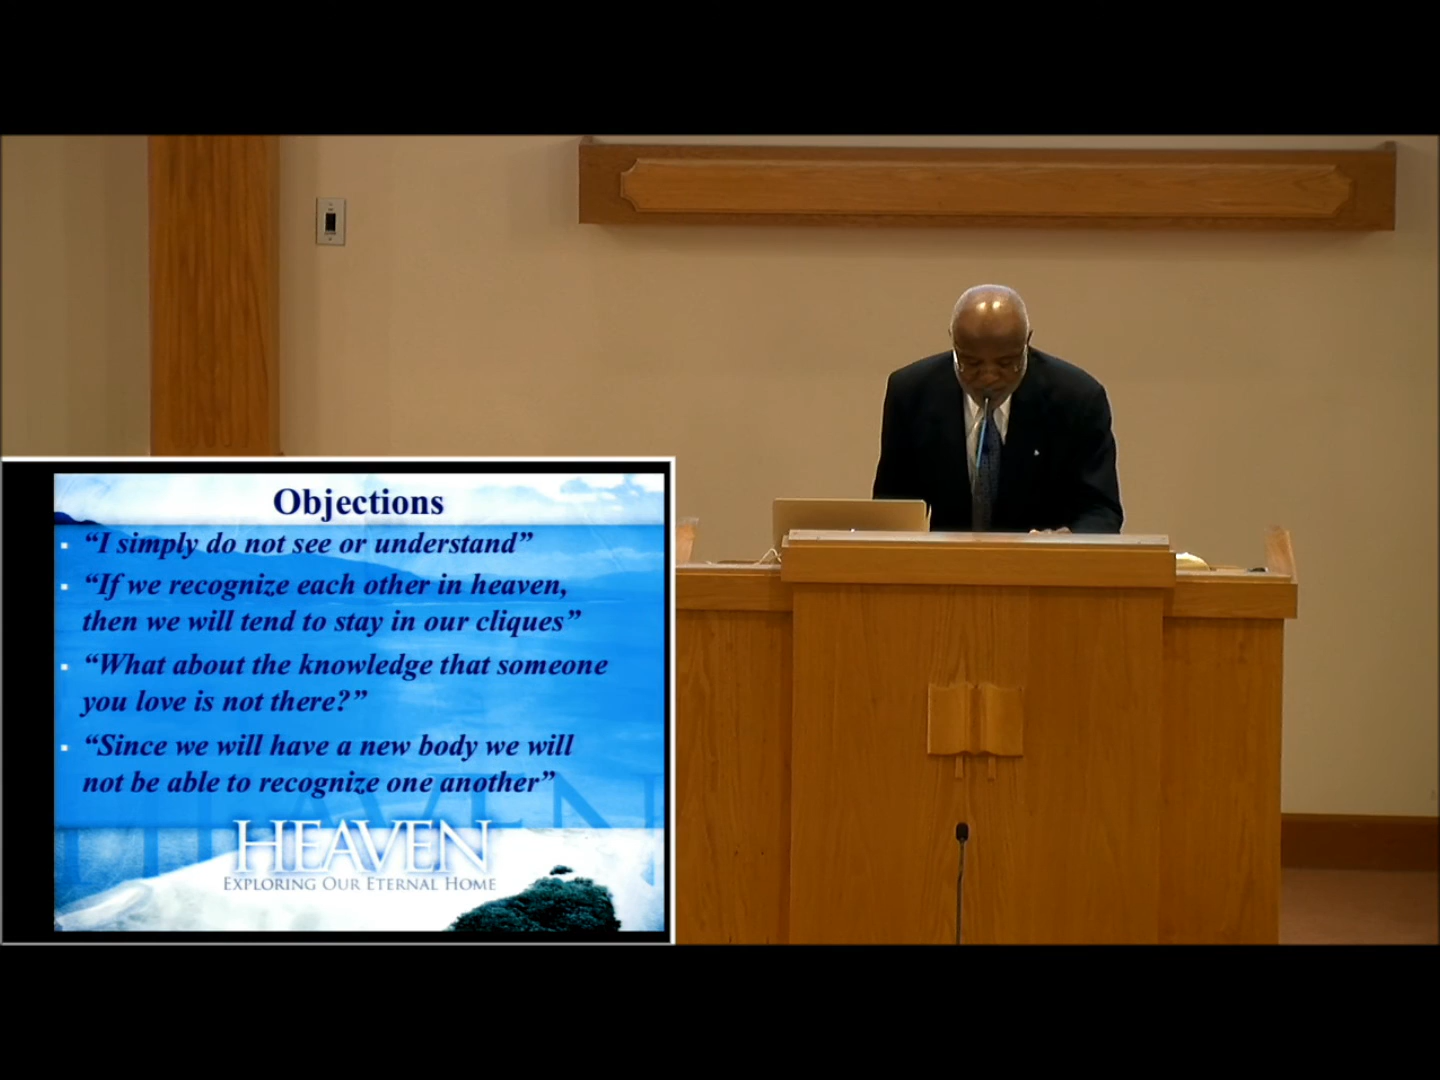 Objections
“I simply do not see or understand”
“If we recognize each other in heaven,
then we will tend to stay in our cliques”
“What about the knowledge that someone
you love is not there?”
“Since we will have a new body we will
not be able to recognize one another”
HEAVEN
EXPLORING OUR ETERNAL HOME